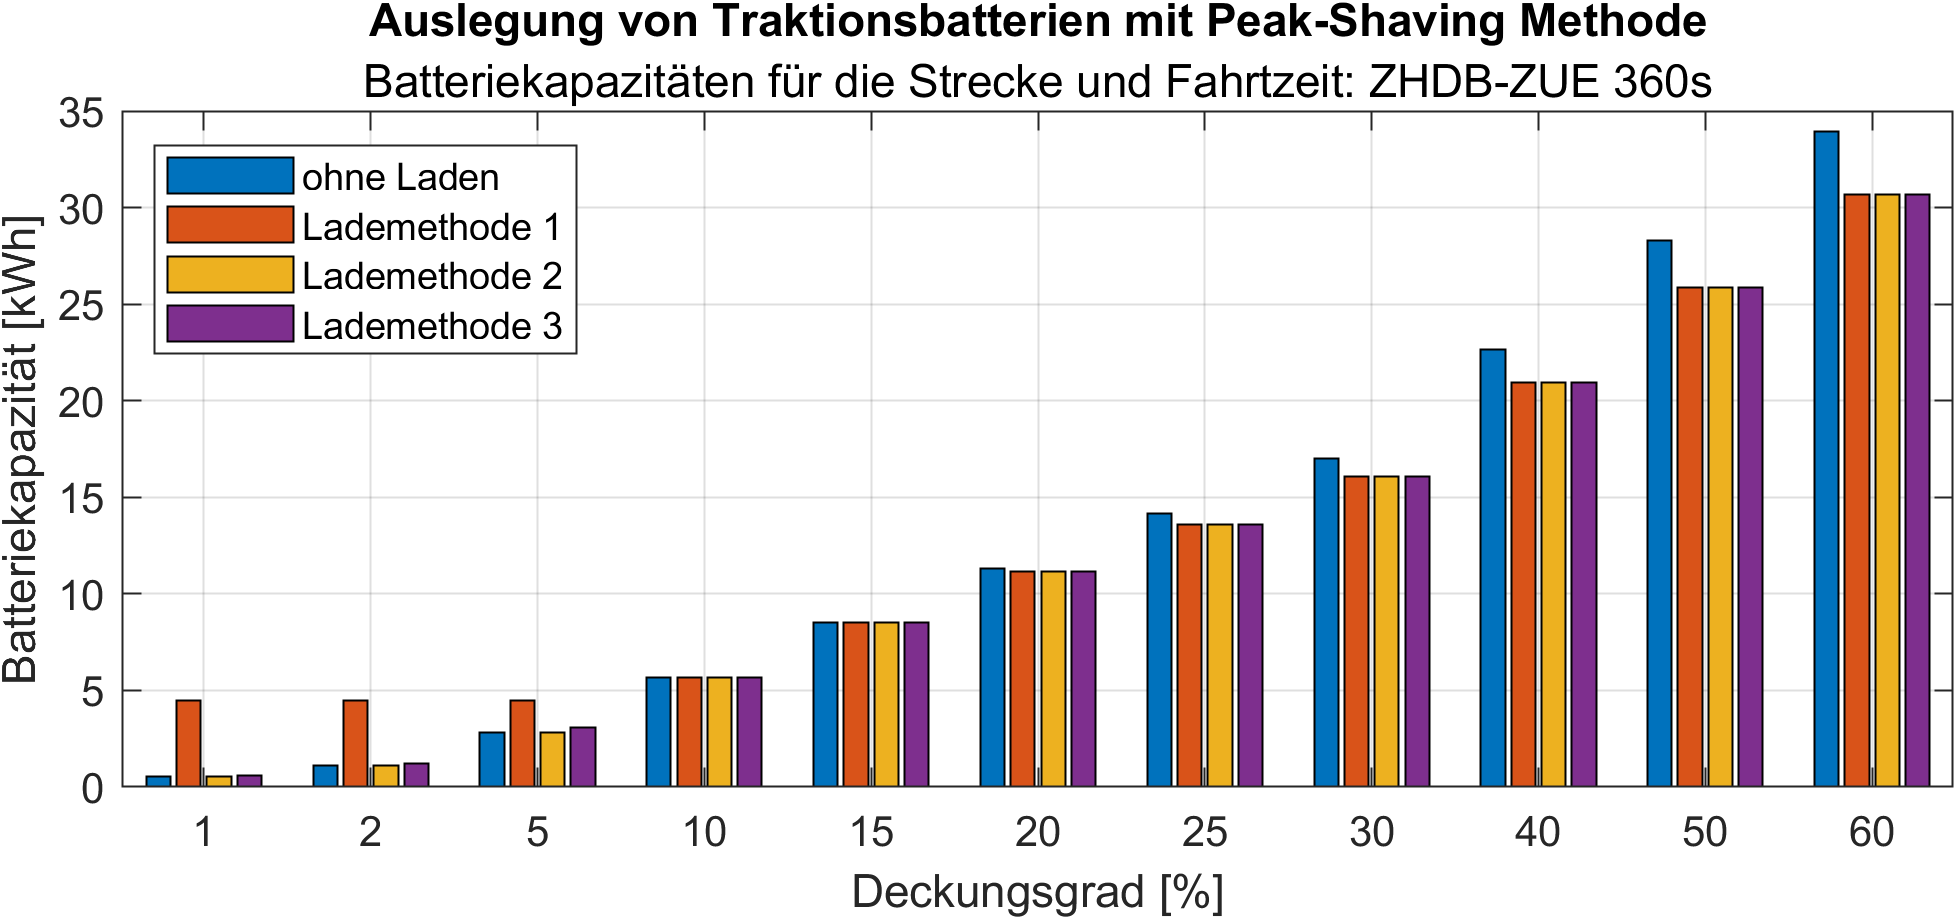 Auslegung von Traktionsbatterien mit Peak-Shaving Methode
Batteriekapazitäten für die Strecke und Fahrtzeit: ZHDB-ZUE 360s
35
30
25
20
15
10
5
0
Batteriekapazität [kWh]
ohne Laden
Lademethode 1
Lademethode 2
Lademethode 3
1 2 5 10 15 20 25 30 40 50 60
Deckungsgrad [%]